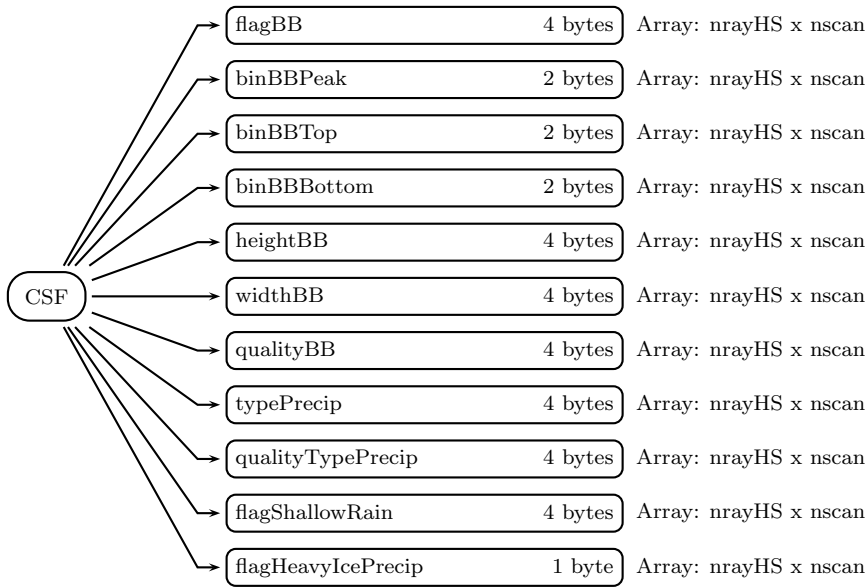 flagBB 4 bytes Array: nrayHS x nscan
binBBPeak 2 bytes Array: nrayHS x nscan
binBBTop 2 bytes Array: nrayHS x nscan
binBBBottom 2 bytes Array: nrayHS x nscan
heightBB 4 bytes Array: nrayHS x nscan
CSF
widthBB 4 bytes Array: nrayHS x nscan
qualityBB 4 bytes Array: nrayHS x nscan
typePrecip 4 bytes Array: nrayHS x nscan
qualityTypePrecip 4 bytes Array: nrayHS x nscan
flagShallowRain 4 bytes Array: nrayHS x nscan
flagHeavyIcePrecip 1 byte Array: nrayHS x nscan